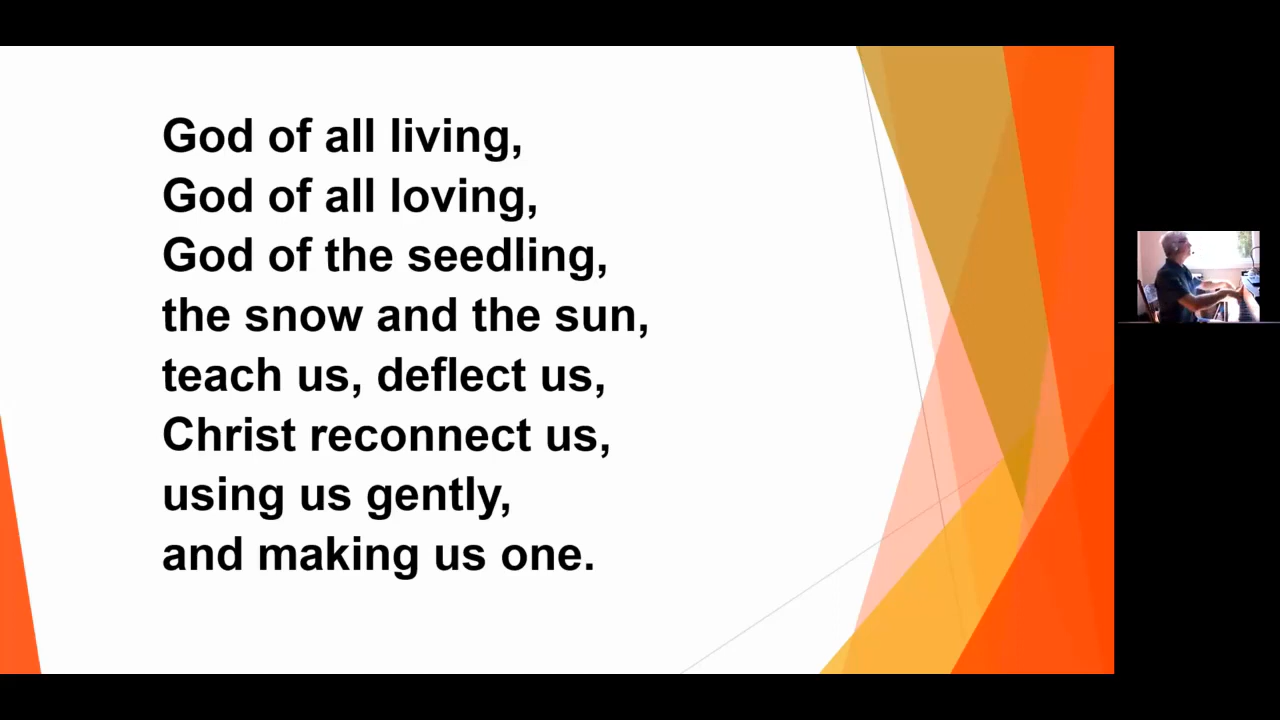 God of all living,
God of all loving,
God of the seedling,
the snow and the sun,
teach us, deflect us,
Christ reconnect us,
using us gently,
and making us one.